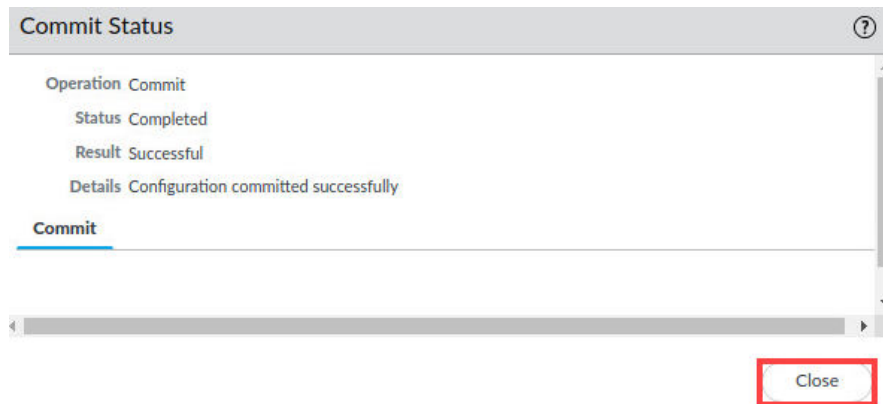 Commit Status
?
Operation Commit
Status Completed
Result Successful
Details Configuration committed successfully
Commit
Close